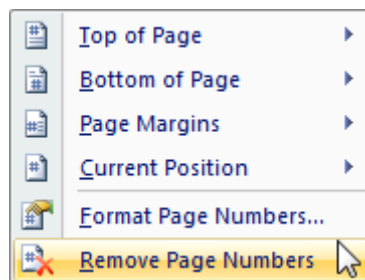 Top of Page
Bottom of Page
Page Margins
Current Position
Format Page Numbers...
Remove Page Numbers